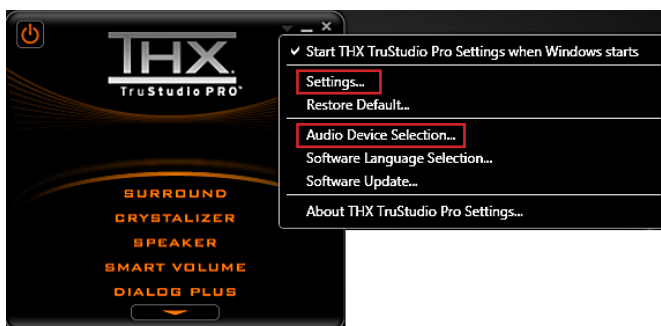 THX
TruStudio PRO
SURROUND
CRYSTALIZER
SPEAKER
SMART VOLUME
DIALOG PLUS
✓ Start THX TruStudio Pro Settings when Windows starts
Settings...
Restore Default...
Audio Device Selection...
Software Language Selection...
Software Update...
About THX TruStudio Pro Settings...